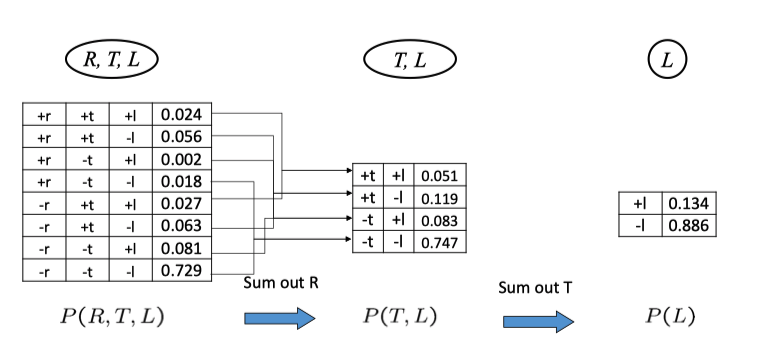 R, T, L
T, L
L
+r +t +l 0.024
+r +t -l 0.056
+r -t +l 0.002
+r -t -l 0.018
-r +t +l 0.027
-r +t -l 0.063
-r -t +l 0.081
-r -t -l 0.729
+t +l 0.051
+t -l 0.119
-t +l 0.083
-t -l 0.747
+l 0.134
-l 0.886
Sum out R
Sum out T
P(R, T, L)
P(T, L)
P(L)